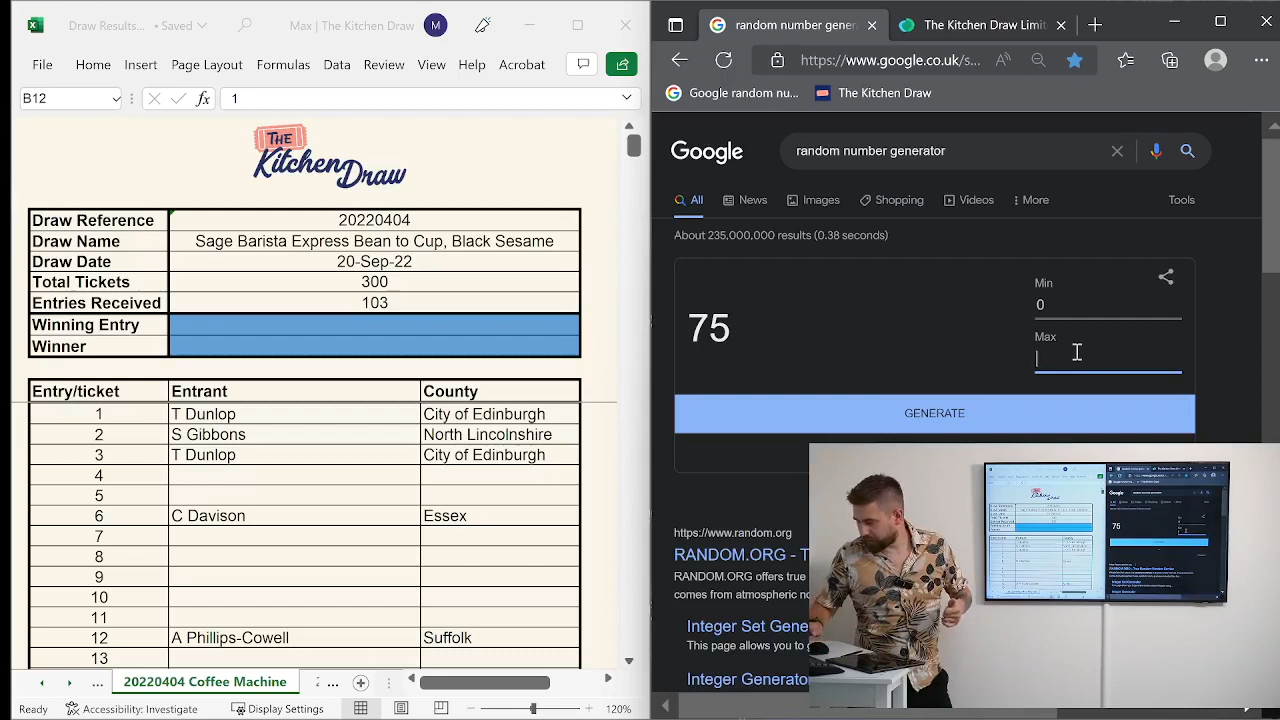 Draw Results... • Saved
Max | The Kitchen Draw
M
File Home Insert Page Layout Formulas Data Review View Help Acrobat
B12
fx
1
THE
Kitchen Draw
Draw Reference 20220404
Draw Name Sage Barista Express Bean to Cup, Black Sesame
Draw Date 20-Sep-22
Total Tickets 300
Entries Received 103
Winning Entry
Winner
Entry/ticket Entrant County
1 T Dunlop City of Edinburgh
2 S Gibbons North Lincolnshire
3 T Dunlop City of Edinburgh
4
5
6 C Davison Essex
7
8
9
10
11
12 A Phillips-Cowell Suffolk
13
... 20220404 Coffee Machine
Ready Accessibility: Investigate Display Settings 120%
random number genera
The Kitchen Draw Limit
https://www.google.co.uk/s...
Google random nu...
The Kitchen Draw
Google
random number generator
All News Images Shopping Videos More Tools
About 235,000,000 results (0.38 seconds)
75
Min
0
Max
GENERATE
https://www.random.org
RANDOM.ORG -
RANDOM.ORG offers true
comes from atmospheric no
Integer Set Gene
This page allows you to g
Integer Generato